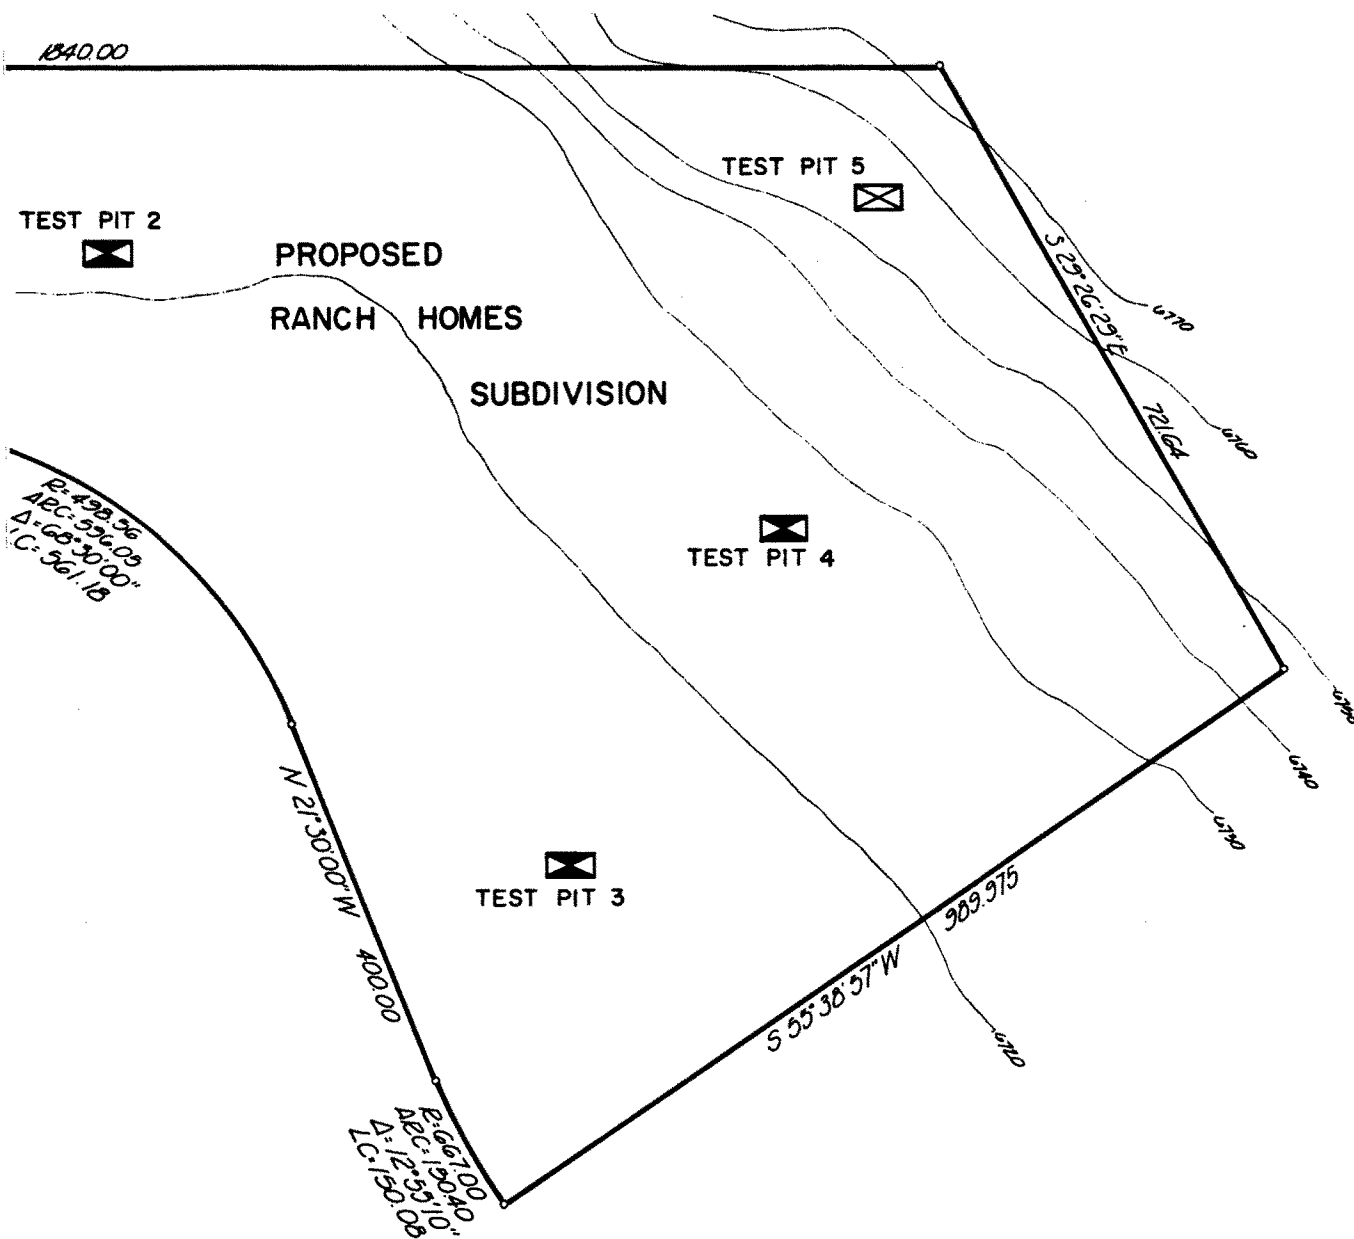 1840.00
TEST PIT 5
TEST PIT 2
PROPOSED
RANCH HOMES
SUBDIVISION
S 29° 26' 29" E
721.64
6770
6760
6750
6740
6730
6720
R=498.56
ARC=596.05
Δ=68°30'00"
LC=561.18
TEST PIT 4
N 21°30'00" W
400.00
TEST PIT 3
989.975
S 55° 38' 57" W
R=667.00
ARC=150.40
Δ=12°55'10"
LC=150.08